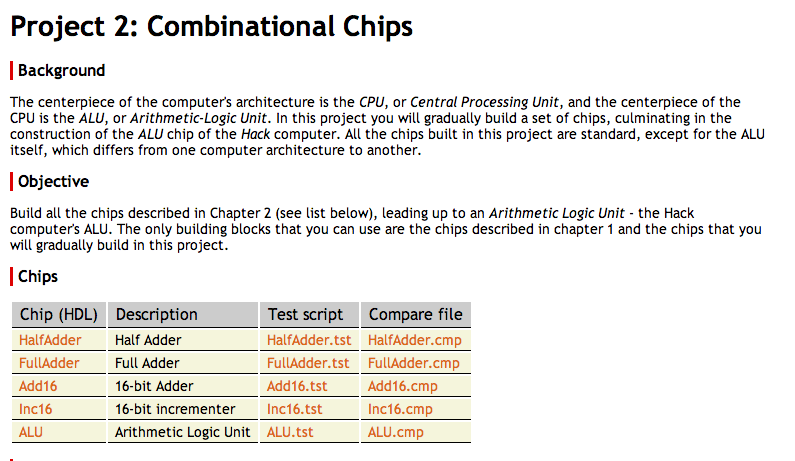 Project 2: Combinational Chips
Background
The centerpiece of the computer's architecture is the CPU, or Central Processing Unit, and the centerpiece of the
CPU is the ALU, or Arithmetic-Logic Unit. In this project you will gradually build a set of chips, culminating in the
construction of the ALU chip of the Hack computer. All the chips built in this project are standard, except for the ALU
itself, which differs from one computer architecture to another.
Objective
Build all the chips described in Chapter 2 (see list below), leading up to an Arithmetic Logic Unit - the Hack
computer's ALU. The only building blocks that you can use are the chips described in chapter 1 and the chips that you
will gradually build in this project.
Chips
Chip (HDL) Description Test script Compare file
HalfAdder Half Adder HalfAdder.tst HalfAdder.cmp
FullAdder Full Adder FullAdder.tst FullAdder.cmp
Add16 16-bit Adder Add16.tst Add16.cmp
Inc16 16-bit incrementer Inc16.tst Inc16.cmp
ALU Arithmetic Logic Unit ALU.tst ALU.cmp